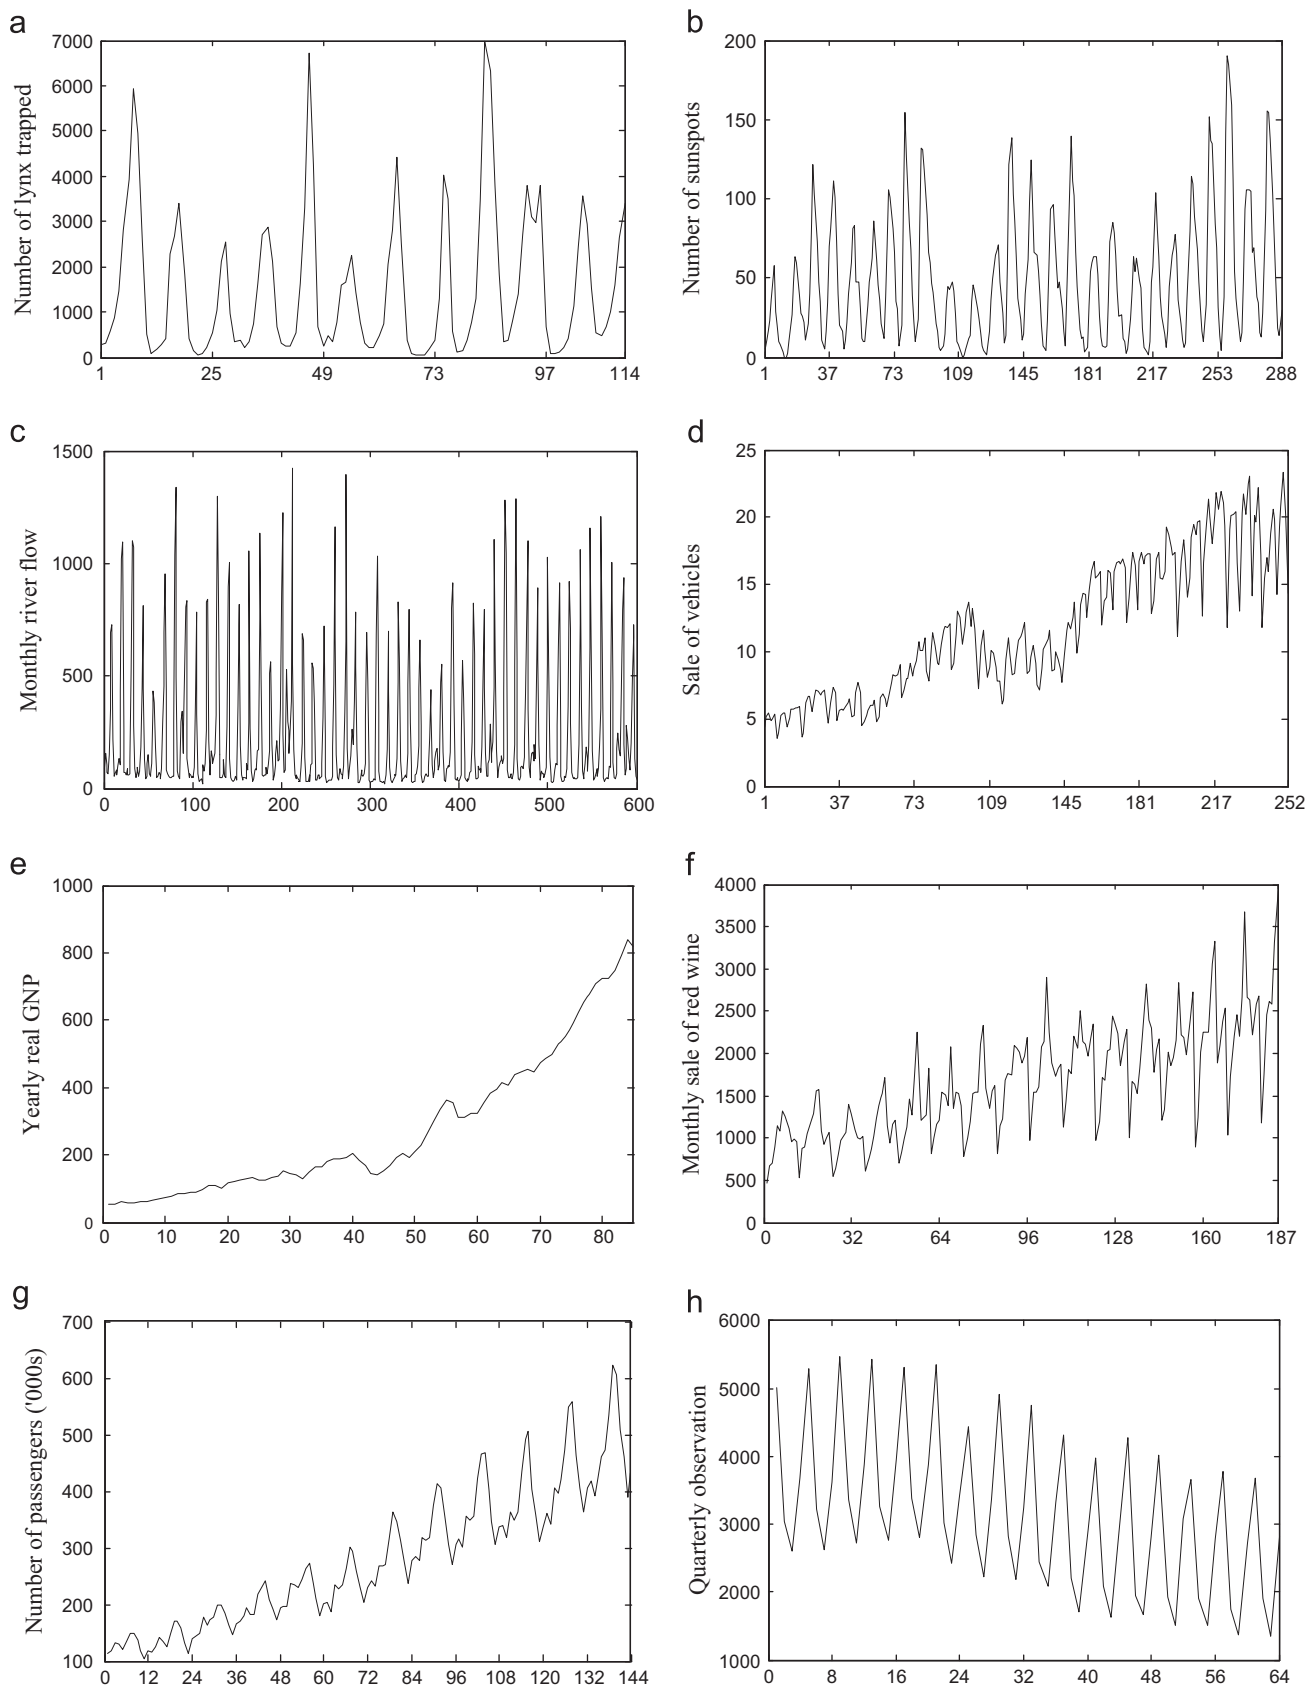 a
Number of lynx trapped
7000
6000
5000
4000
3000
2000
1000
0
1 25 49 73 97 114
b
Number of sunspots
200
150
100
50
0
1 37 73 109 145 181 217 253 288
c
Monthly river flow
1500
1000
500
0
0 100 200 300 400 500 600
d
Sale of vehicles
25
20
15
10
5
0
1 37 73 109 145 181 217 252
e
Yearly real GNP
1000
800
600
400
200
0
0 10 20 30 40 50 60 70 80
f
Monthly sale of red wine
4000
3500
3000
2500
2000
1500
1000
500
0
0 32 64 96 128 160 187
g
Number of passengers ('000s)
700
600
500
400
300
200
100
0 12 24 36 48 60 72 84 96 108 120 132 144
h
Quarterly observation
6000
5000
4000
3000
2000
1000
0 8 16 24 32 40 48 56 64